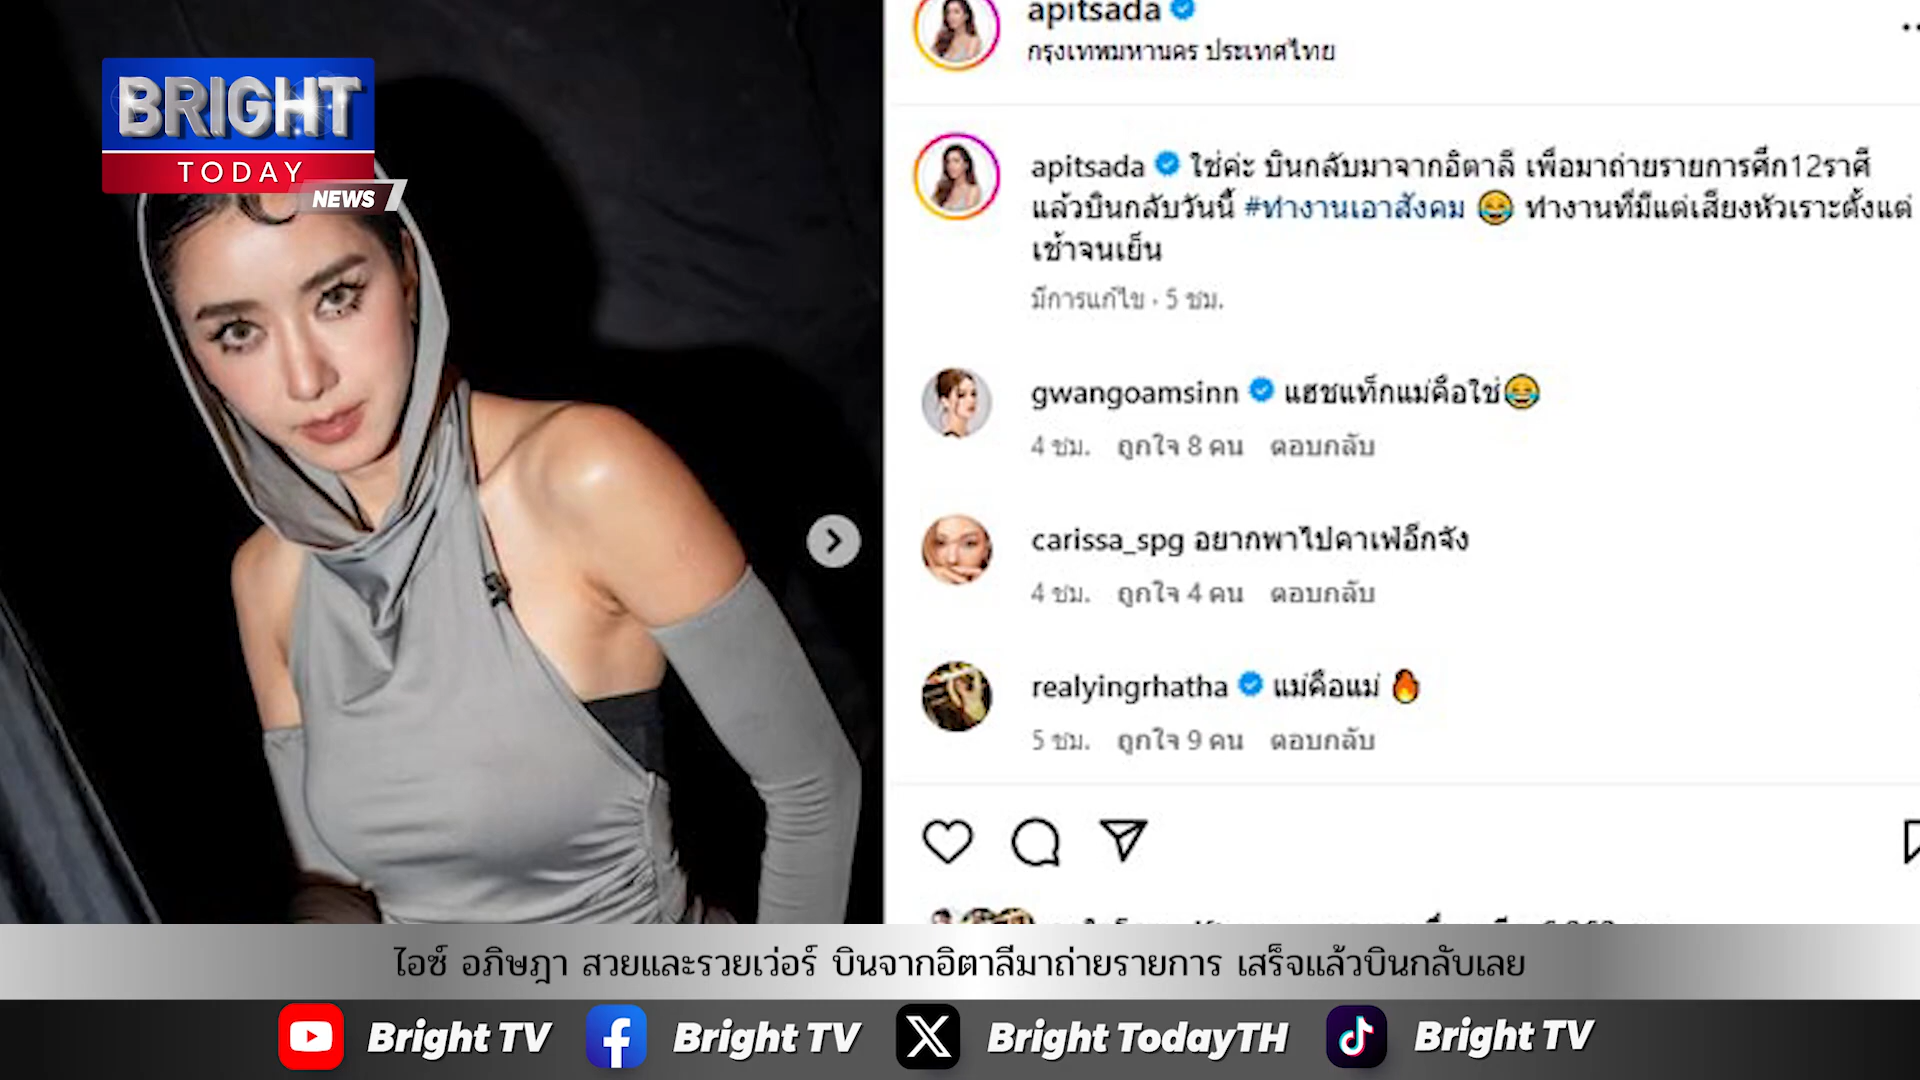 BRIGHT
TODAY
NEWS
apitsada
กรุงเทพมหานคร ประเทศไทย
apitsada ใช่ค่ะ บินกลับมาจากอิตาลี เพื่อมาถ่ายรายการศึก12ราศี
แล้วบินกลับวันนี้ #ทำงานเอาสังคม 😂 ทำงานที่มีแต่เสียงหัวเราะตั้งแต่
เช้าจนเย็น
มีการแก้ไข · 5 ชม.
gwangoamsinn แฮชแท็กแม่คือใช่😂
4 ชม. ถูกใจ 8 คน ตอบกลับ
carissa_spg อยากพาไปคาเฟ่อีกจัง
4 ชม. ถูกใจ 4 คน ตอบกลับ
realyingrhatha แม่คือแม่ 🔥
5 ชม. ถูกใจ 9 คน ตอบกลับ
ไอซ์ อภิษฎา สวยและรวยเว่อร์ บินจากอิตาลีมาถ่ายรายการ เสร็จแล้วบินกลับเลย
Bright TV Bright TV Bright TodayTH Bright TV